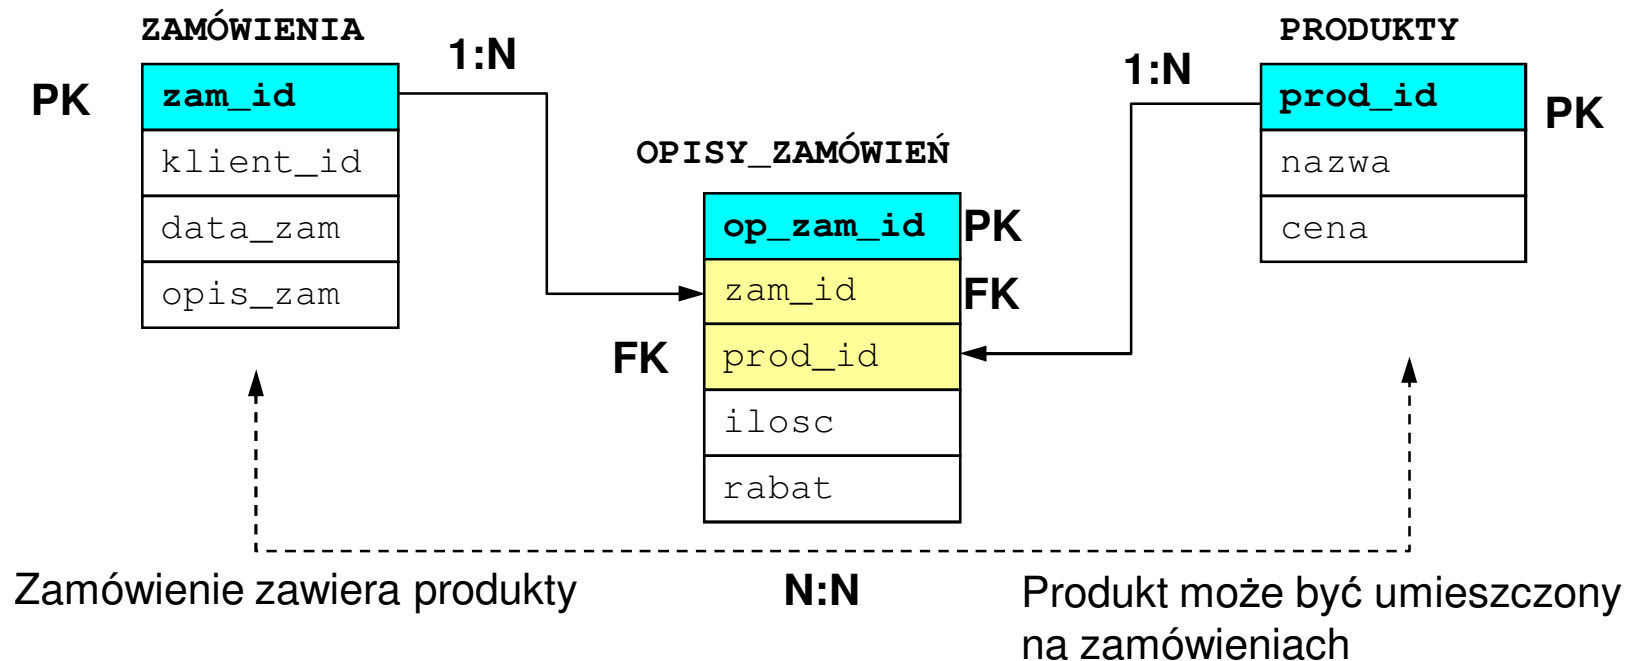 ZAMÓWIENIA
PRODUKTY
1:N
1:N
PK
zam_id
klient_id
data_zam
opis_zam
OPISY_ZAMÓWIEŃ
op_zam_id
PK
zam_id
FK
FK
prod_id
ilosc
rabat
prod_id
PK
nazwa
cena
Zamówienie zawiera produkty
N:N
Produkt może być umieszczony
na zamówieniach